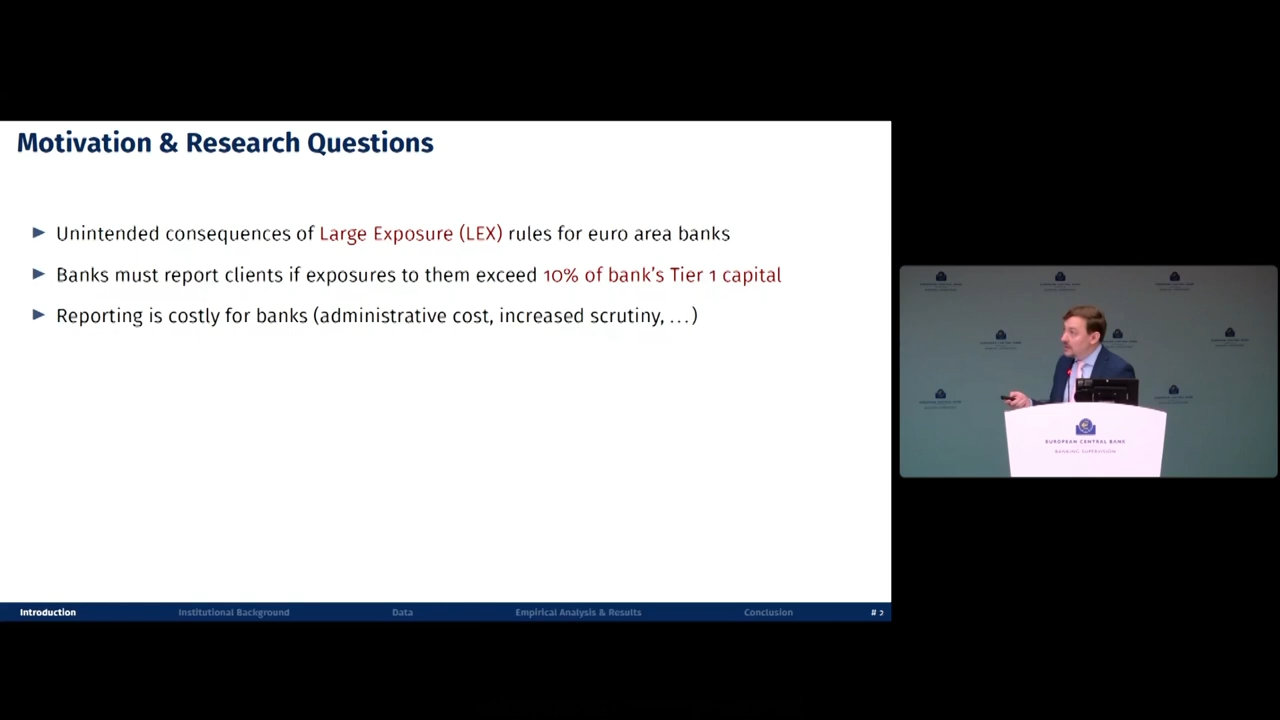 Motivation & Research Questions
Unintended consequences of Large Exposure (LEX) rules for euro area banks
Banks must report clients if exposures to them exceed 10% of bank's Tier 1 capital
Reporting is costly for banks (administrative cost, increased scrutiny, ...)
Introduction
Institutional Background
Data
Empirical Analysis & Results
Conclusion
# 2
EUROPEAN CENTRAL BANK
BANKING SUPERVISION